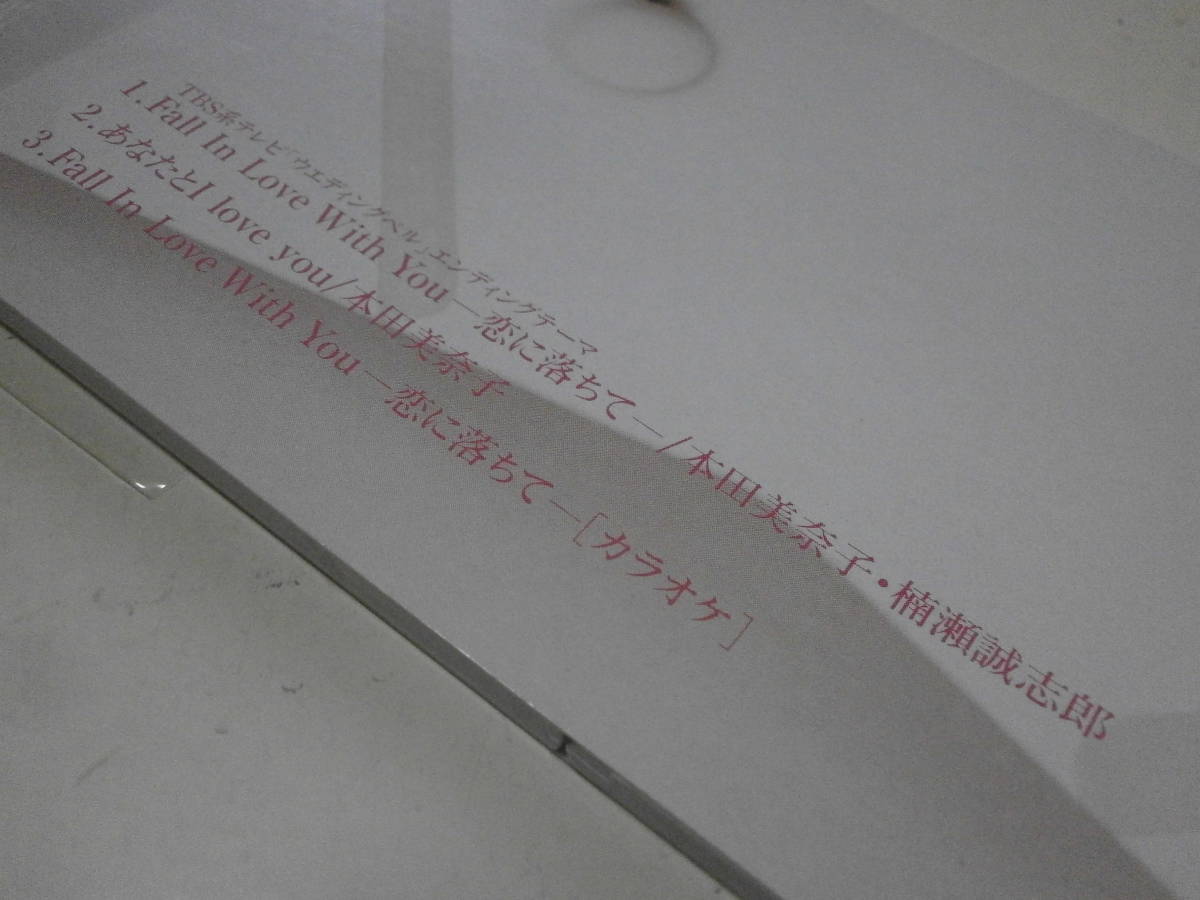 TBS系テレビ「ウエディングベル」エンディングテーマ
1.Fall In Love With You—恋に落ちて—/本田美奈子・楠瀬誠志郎
2.あなたとI love you/本田美奈子
3.Fall In Love With You—恋に落ちて—[カラオケ]